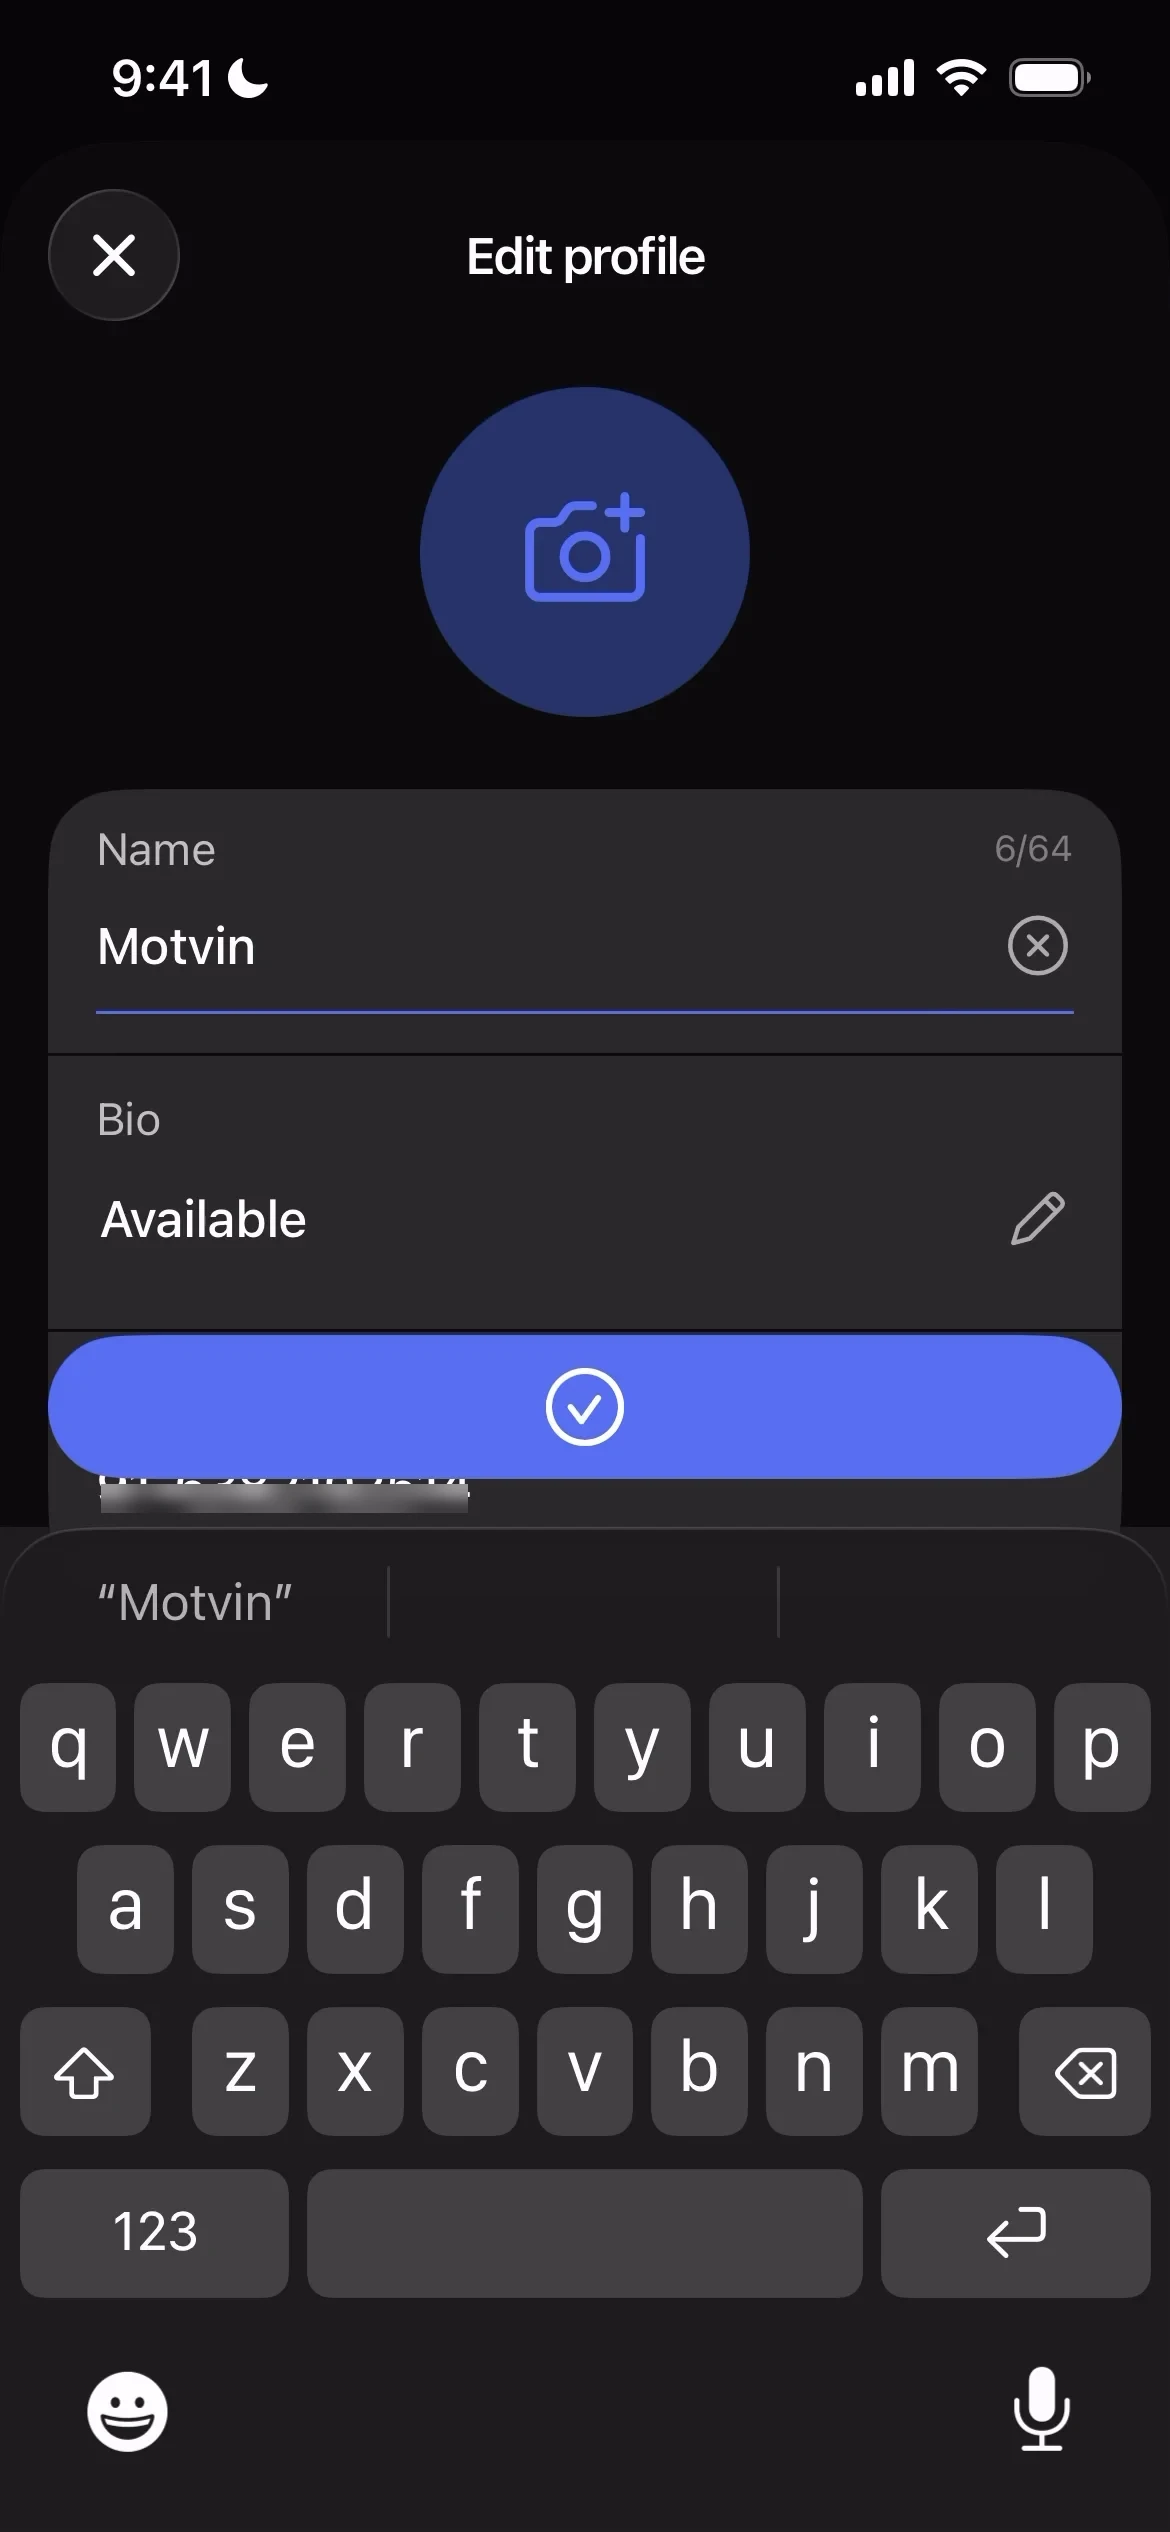 9:41
Edit profile
Name
6/64
Motvin
Bio
Available
“Motvin”
q w e r t y u i o p
a s d f g h j k l
z x c v b n m
123